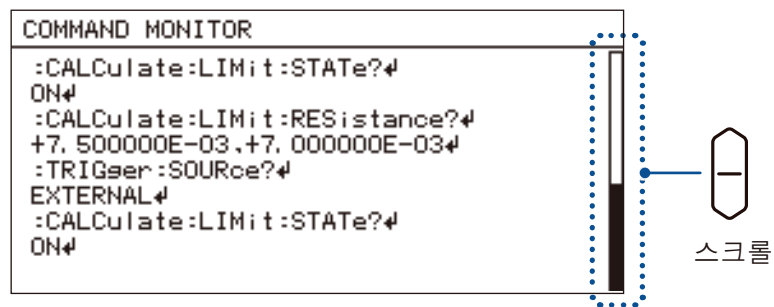 COMMAND MONITOR
:CALCulate:LIMit:STATe?↲
ON↲
:CALCulate:LIMit:RESistance?↲
+7.500000E-03,+7.000000E-03↲
:TRIGger:SOURce?↲
EXTERNAL↲
:CALCulate:LIMit:STATe?↲
ON↲
스크롤